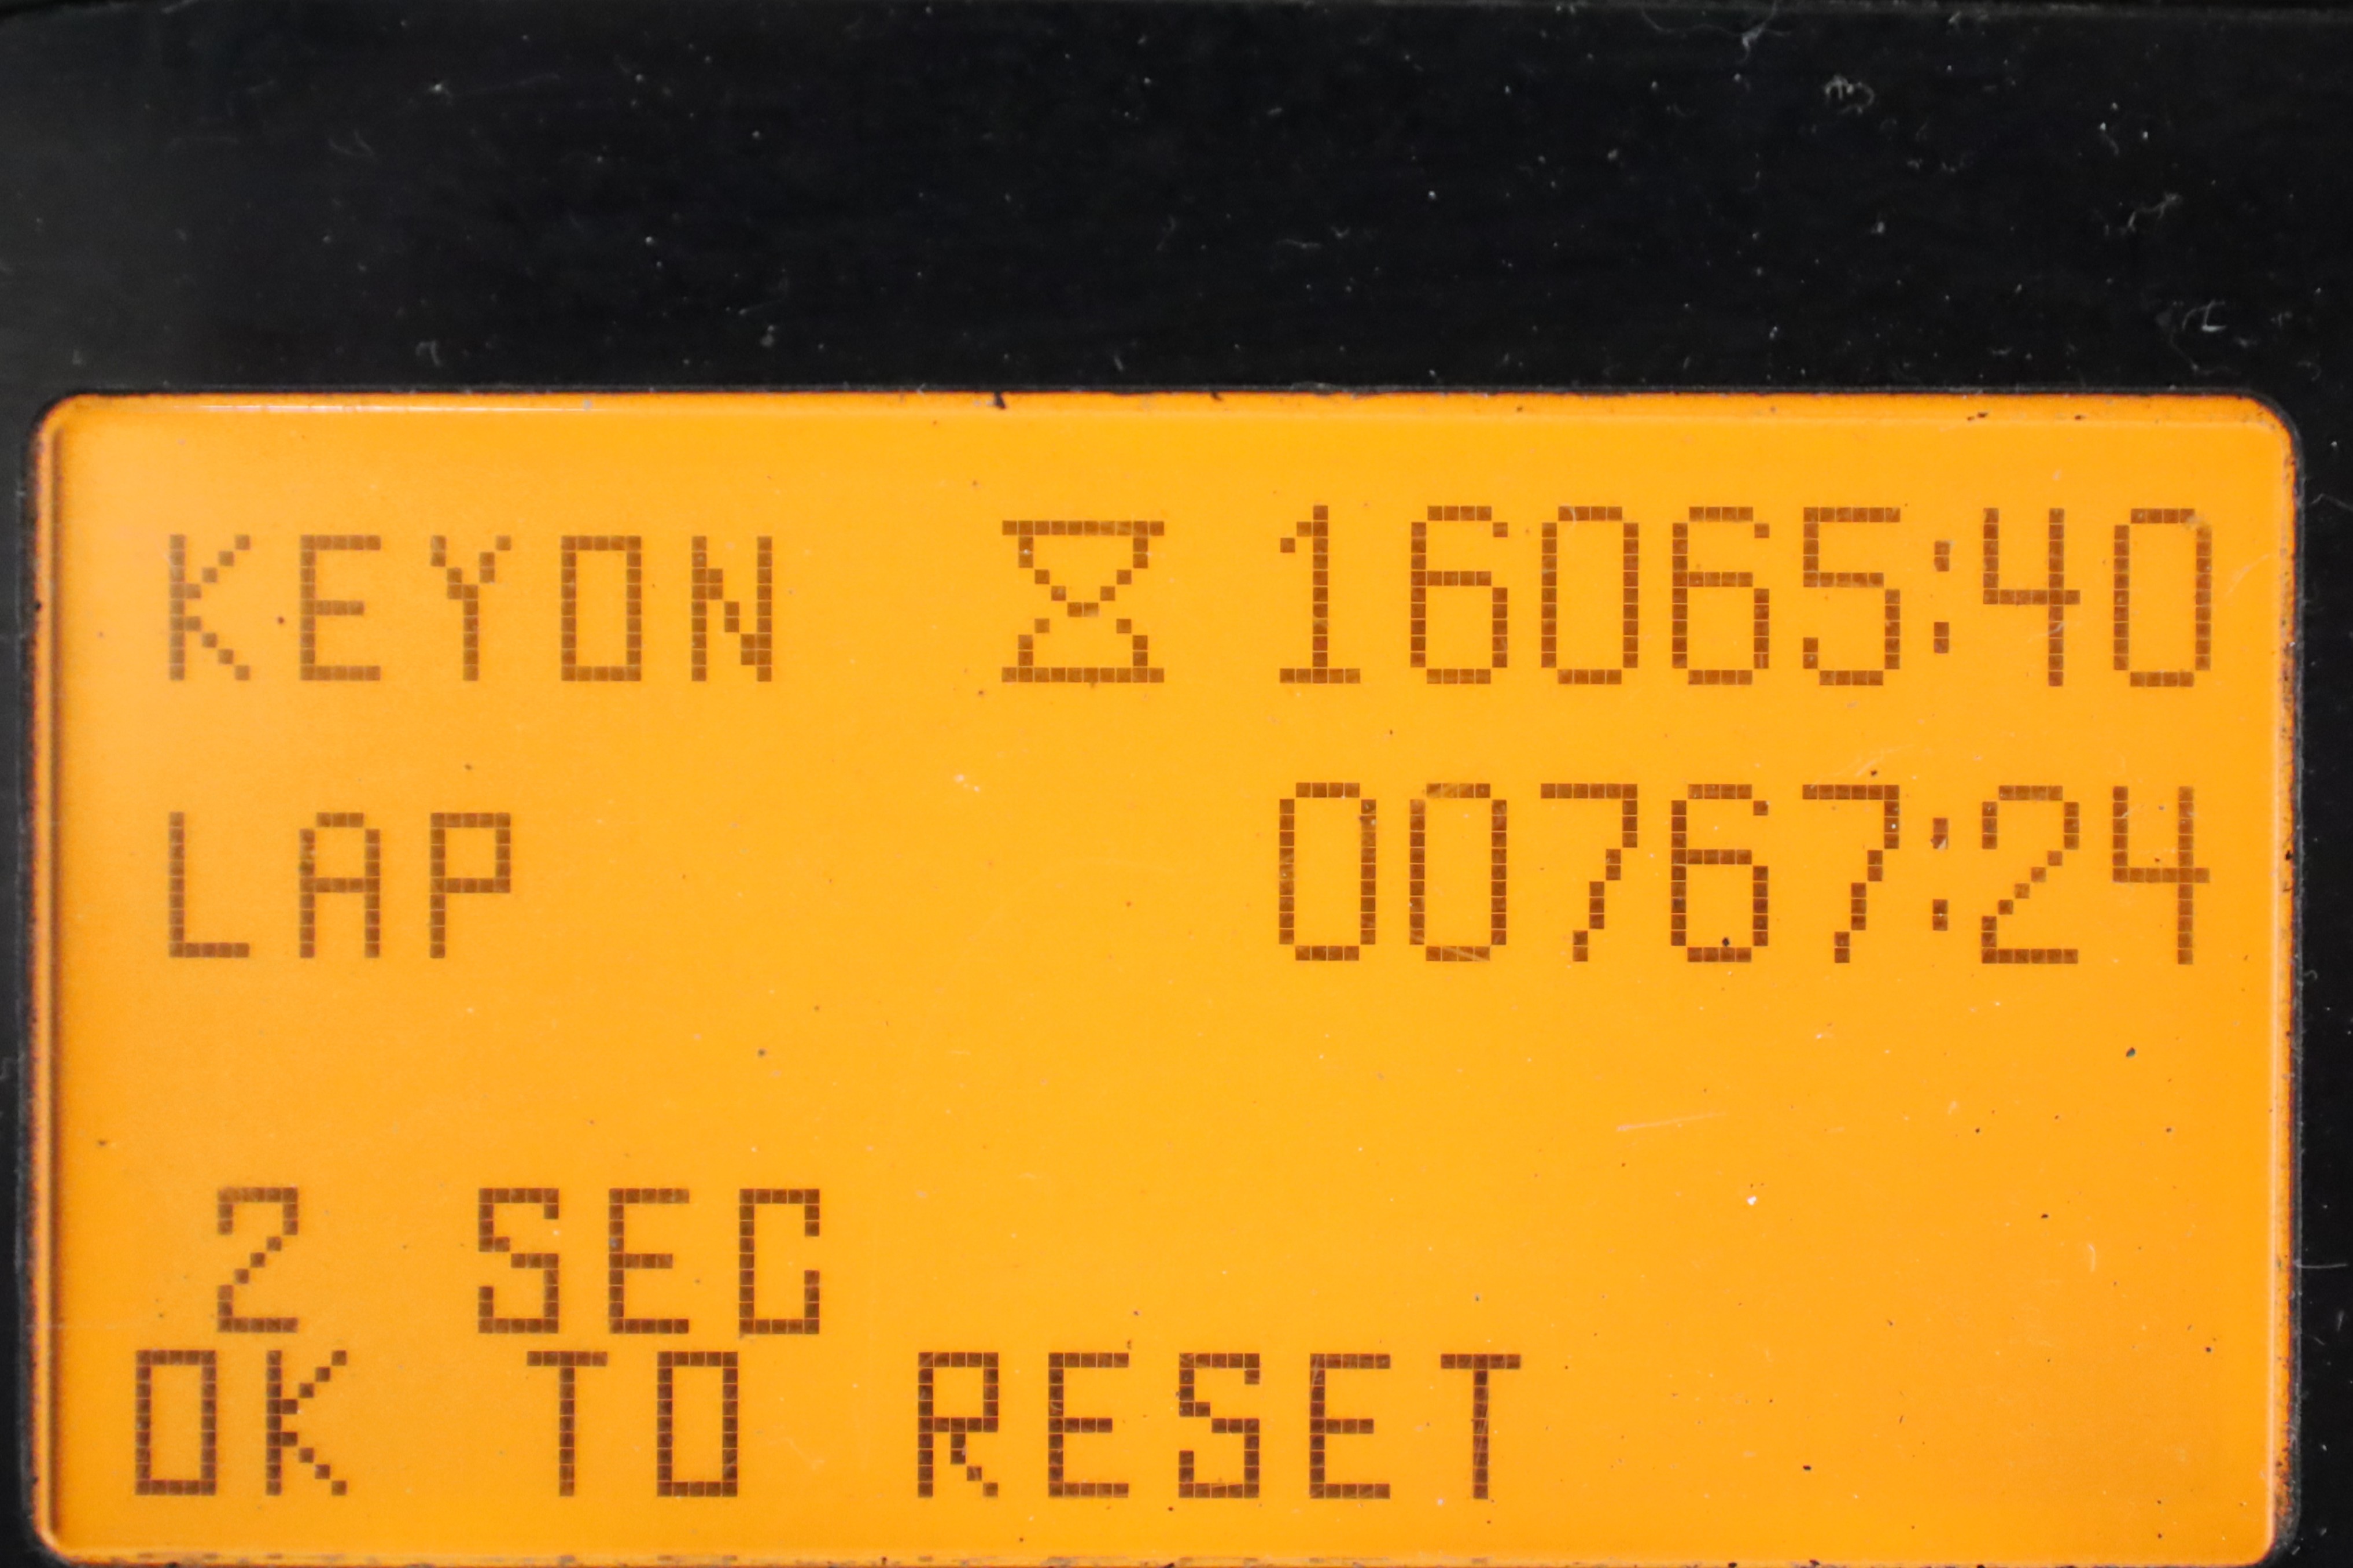 KEYON 16065:40
LAP 00767:24
2 SEC
OK TO RESET